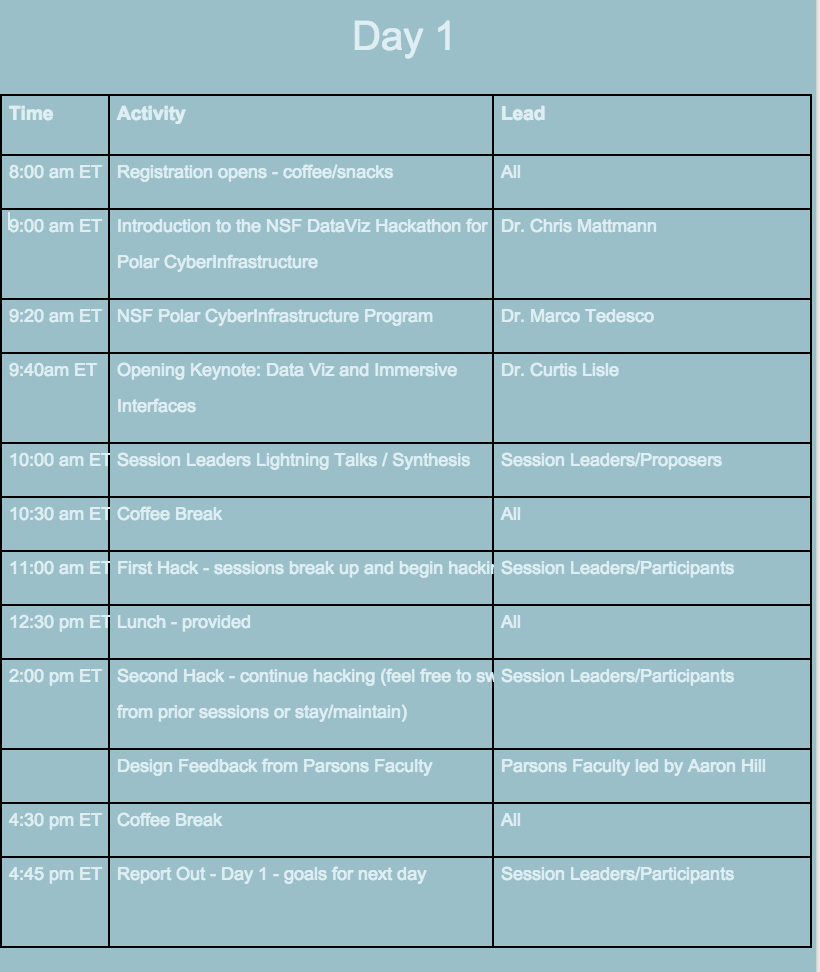 Day 1
Time Activity Lead
8:00 am ET Registration opens - coffee/snacks All
9:00 am ET Introduction to the NSF DataViz Hackathon for Dr. Chris Mattmann
Polar CyberInfrastructure
9:20 am ET NSF Polar CyberInfrastructure Program Dr. Marco Tedesco
9:40am ET Opening Keynote: Data Viz and Immersive Dr. Curtis Lisle
Interfaces
10:00 am ET Session Leaders Lightning Talks / Synthesis Session Leaders/Proposers
10:30 am ET Coffee Break All
11:00 am ET First Hack - sessions break up and begin Session Leaders/Participants
12:30 pm ET Lunch - provided All
2:00 pm ET Second Hack - continue hacking (feel free to Session Leaders/Participants
from prior sessions or stay/maintain)
Design Feedback from Parsons Faculty Parsons Faculty led by Aaron Hill
4:30 pm ET Coffee Break All
4:45 pm ET Report Out - Day 1 - goals for next day Session Leaders/Participants